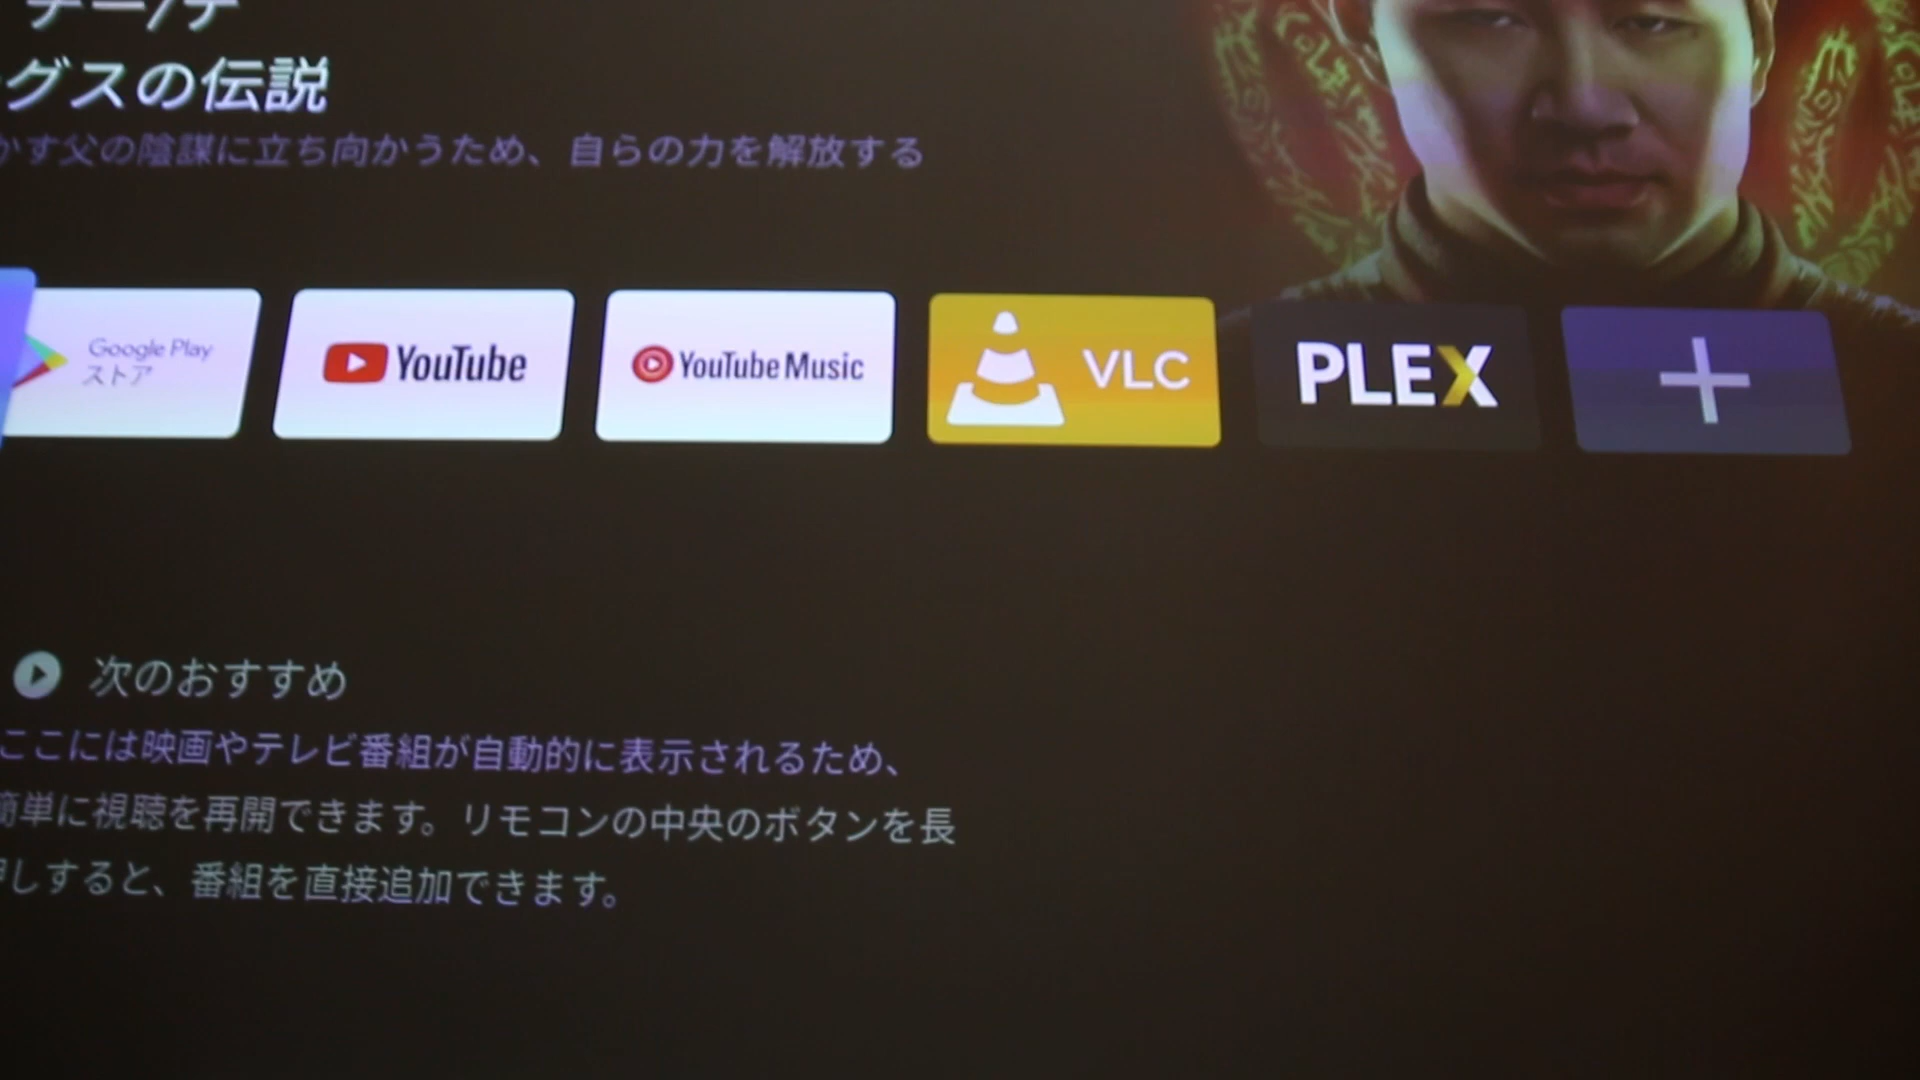 グスの伝説
かす父の陰謀に立ち向かうため、自らの力を解放する
Google Play
ストア
YouTube
YouTube Music
VLC
PLEX
次のおすすめ
ここには映画やテレビ番組が自動的に表示されるため、
簡単に視聴を再開できます。リモコンの中央のボタンを長
押しすると、番組を直接追加できます。